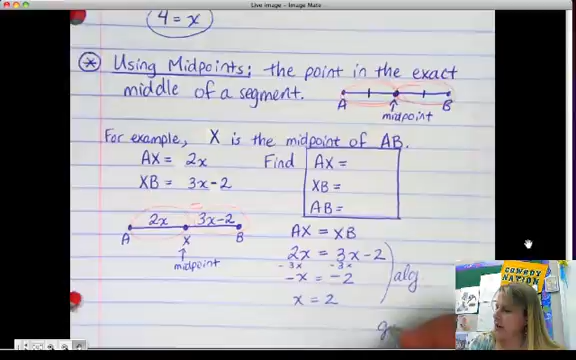 Live Image - Image Mate
4 = x
Using Midpoints: the point in the exact
middle of a segment.
A B
midpoint
For example, X is the midpoint of AB.
AX = 2x Find AX =
XB = 3x-2 XB =
AB =
2x 3x-2
A X B
midpoint
AX = XB
2x = 3x-2
-3x -3x
-x = -2
x = 2
alg
g
COWBOY
NATION